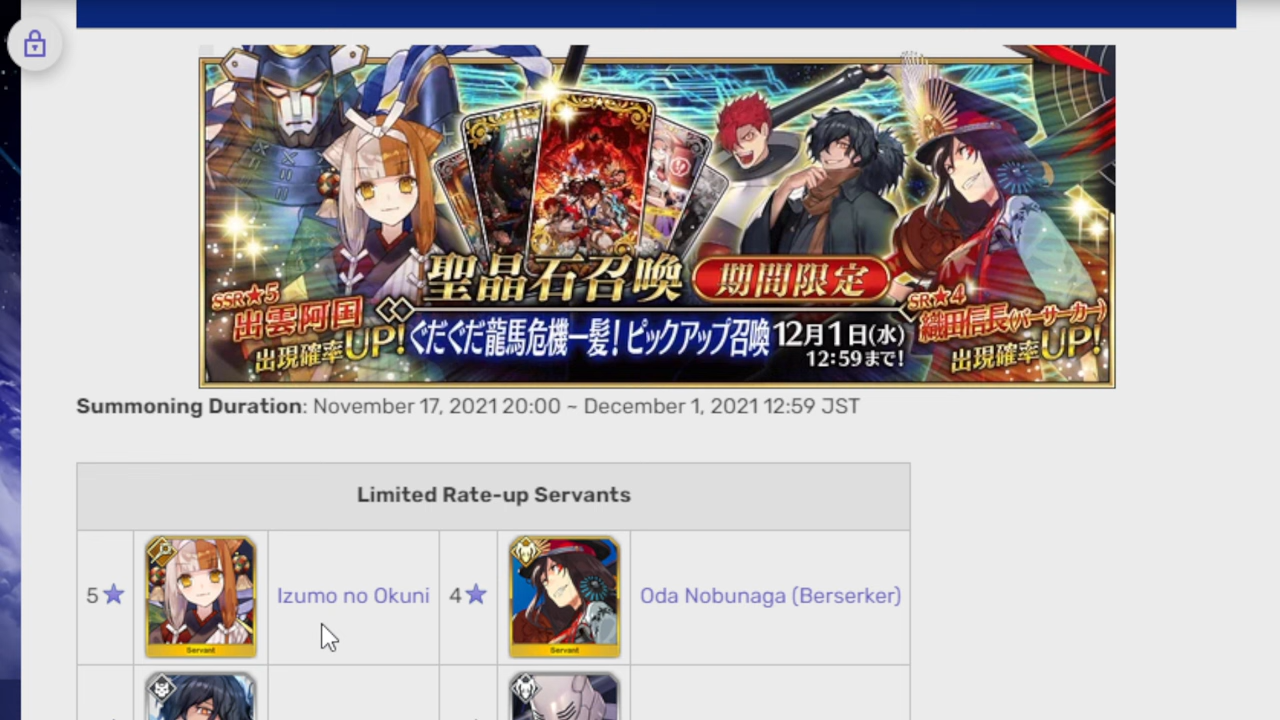 聖晶石召喚 期間限定
SSR★5
出雲阿国
出現確率UP!
ぐだぐだ龍馬危機一髪! ピックアップ召喚
12月1日(水)
12:59まで!
SR★4
織田信長(バーサーカー)
出現確率UP!
Summoning Duration: November 17, 2021 20:00 ~ December 1, 2021 12:59 JST
Limited Rate-up Servants
5★ Servant Izumo no Okuni 4★ Servant Oda Nobunaga (Berserker)